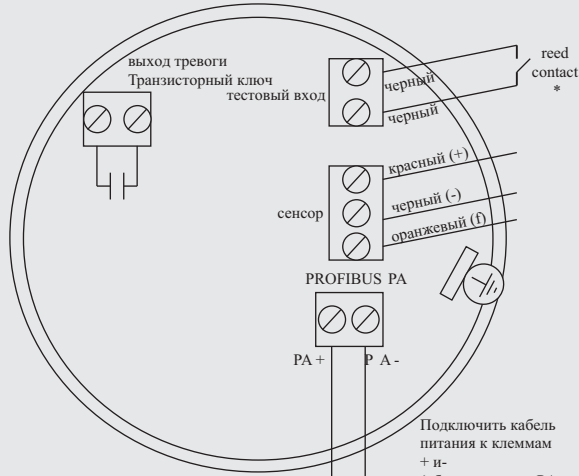 выход тревоги
Транзисторный ключ
тестовый вход
черный
черный
reed
contact
*
красный (+)
черный (-)
оранжевый (f)
сенсор
PROFIBUS PA
PA +
P A -
Подключить кабель
питания к клеммам
+ и-